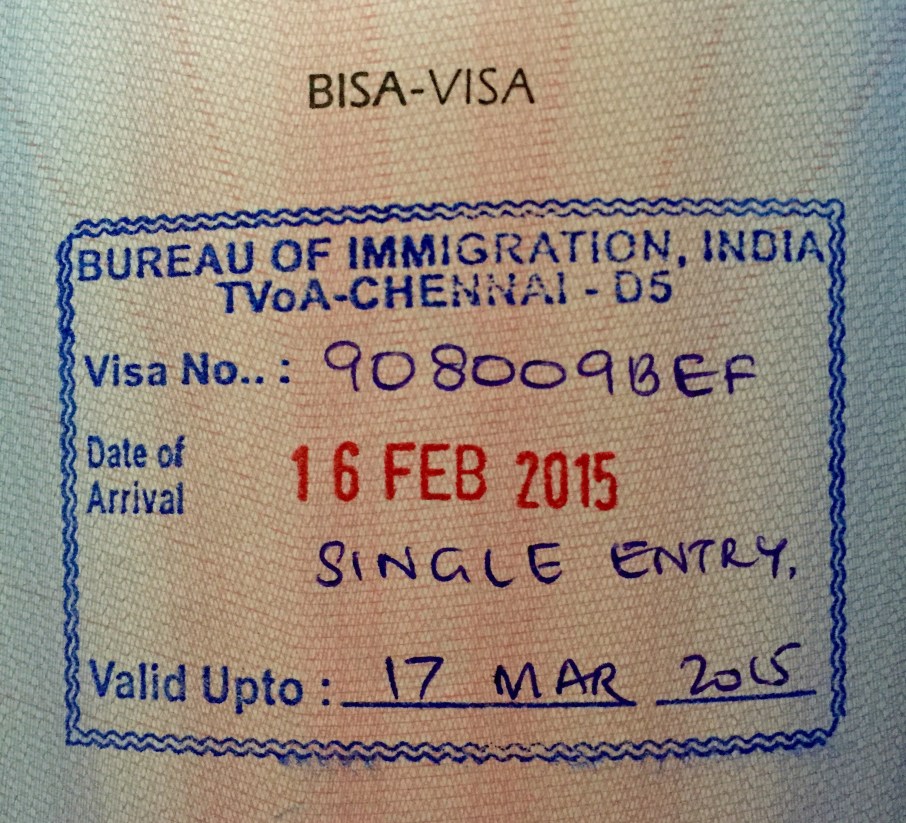 BISA-VISA
BUREAU OF IMMIGRATION, INDIA
TVoA-CHENNAI - D5
Visa No.. : 908009BEF
Date of
Arrival
16 FEB 2015
SINGLE ENTRY.
Valid Upto : 17 MAR 2015